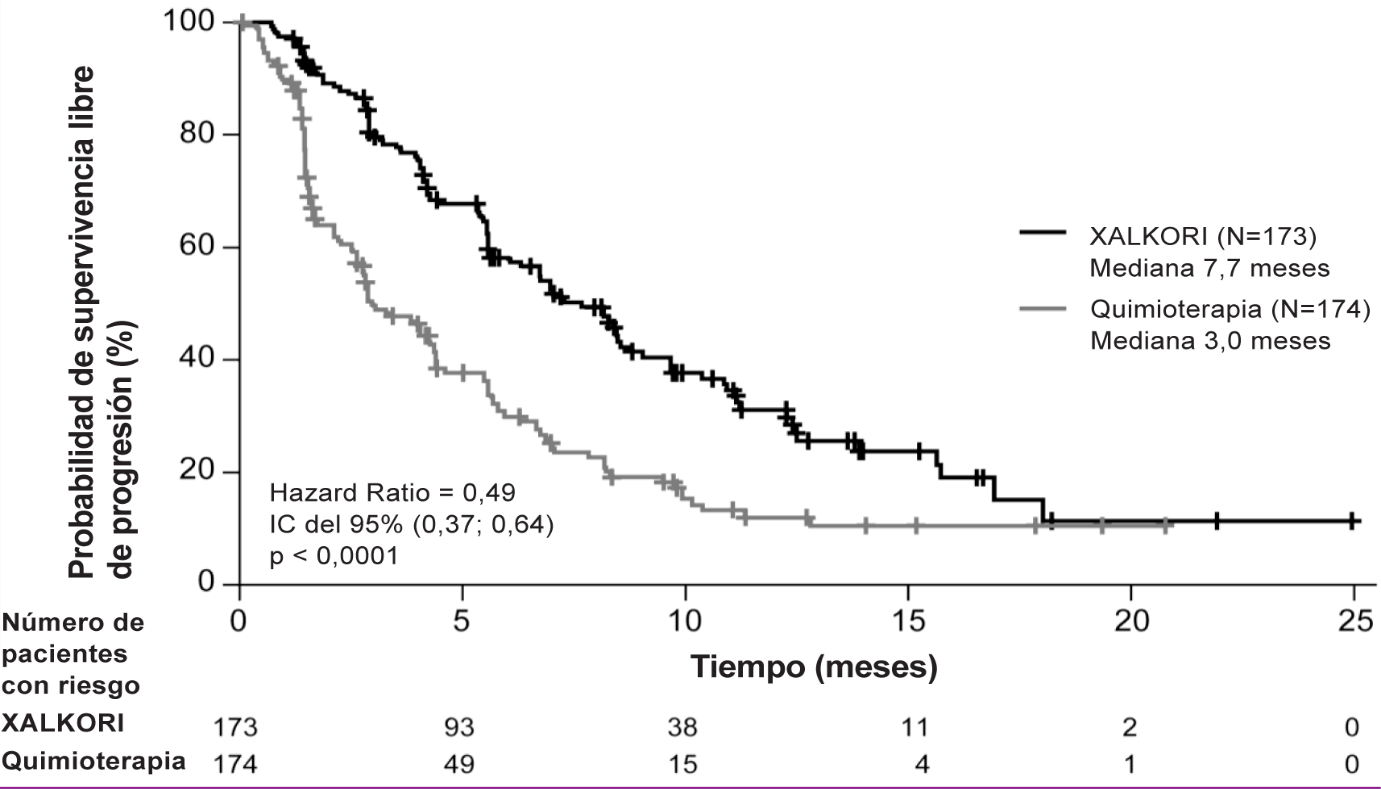 Probabilidad de supervivencia libre
de progresión (%)
100
80
60
40
20
0
XALKORI (N=173)
Mediana 7,7 meses
Quimioterapia (N=174)
Mediana 3,0 meses
Hazard Ratio = 0,49
IC del 95% (0,37; 0,64)
p < 0,0001
0 5 10 15 20 25
Tiempo (meses)
Número de
pacientes
con riesgo
XALKORI 173 93 38 11 2 0
Quimioterapia 174 49 15 4 1 0